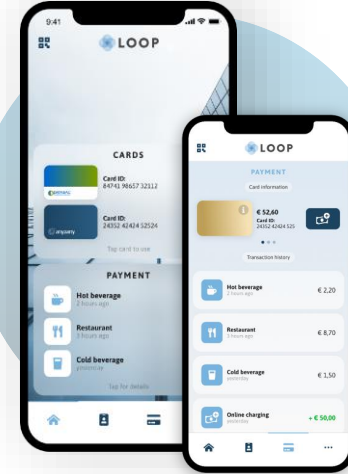 9:41
LOOP
CARDS
Card ID:
84741 98657 32112
Card ID:
24352 42424 52524
Tap card to use
PAYMENT
Hot beverage
2 hours ago
Restaurant
3 hours ago
Cold beverage
yesterday
Tap for details
LOOP
PAYMENT
Card information
€ 52,60
Card ID:
24352 42424 525
Transaction history
Hot beverage
2 hours ago
€ 2,20
Restaurant
3 hours ago
€ 8,70
Cold beverage
yesterday
€ 1,50
Online charging
yesterday
+ € 50,00